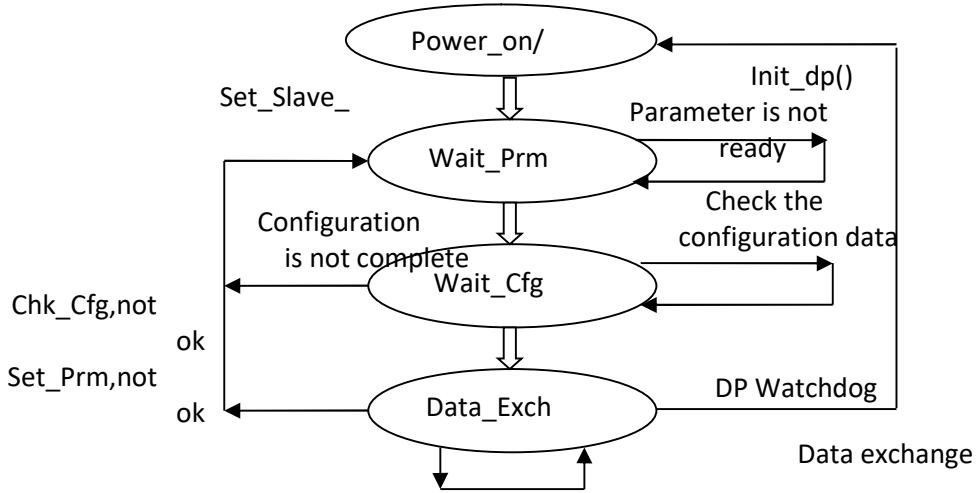 Power_on/
Init_dp()
Set_Slave_
Parameter is not
ready
Wait_Prm
Check the
configuration data
Configuration
is not complete
Wait_Cfg
Chk_Cfg,not
ok
Set_Prm,not
ok
Data_Exch
DP Watchdog
Data exchange